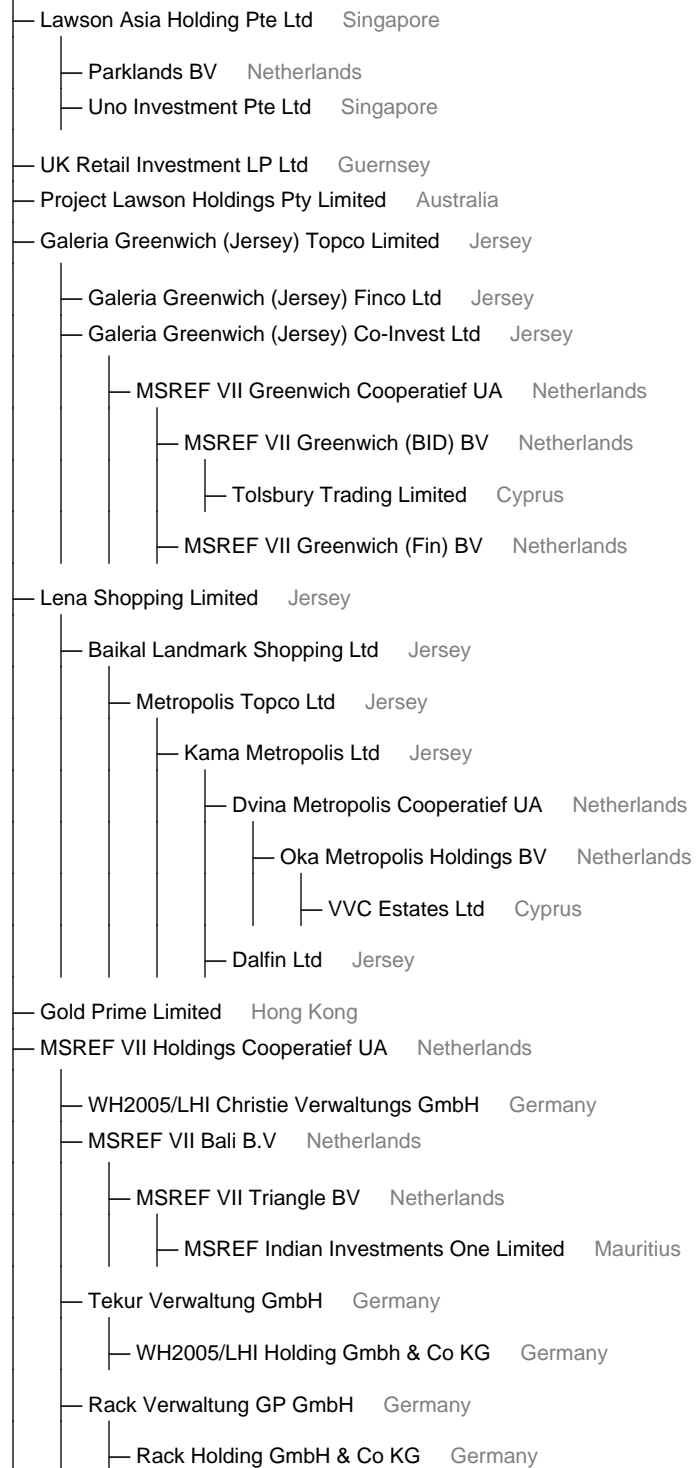 Lawson Asia Holding Pte Ltd Singapore
Parklands BV Netherlands
Uno Investment Pte Ltd Singapore
UK Retail Investment LP Ltd Guernsey
Project Lawson Holdings Pty Limited Australia
Galeria Greenwich (Jersey) Topco Limited Jersey
Galeria Greenwich (Jersey) Finco Ltd Jersey
Galeria Greenwich (Jersey) Co-Invest Ltd Jersey
MSREF VII Greenwich Cooperatief UA Netherlands
MSREF VII Greenwich (BID) BV Netherlands
Tolsbury Trading Limited Cyprus
MSREF VII Greenwich (Fin) BV Netherlands
Lena Shopping Limited Jersey
Baikal Landmark Shopping Ltd Jersey
Metropolis Topco Ltd Jersey
Kama Metropolis Ltd Jersey
Dvina Metropolis Cooperatief UA Netherlands
Oka Metropolis Holdings BV Netherlands
VVC Estates Ltd Cyprus
Dalfin Ltd Jersey
Gold Prime Limited Hong Kong
MSREF VII Holdings Cooperatief UA Netherlands
WH2005/LHI Christie Verwaltungs GmbH Germany
MSREF VII Bali B.V Netherlands
MSREF VII Triangle BV Netherlands
MSREF Indian Investments One Limited Mauritius
Tekur Verwaltung GmbH Germany
WH2005/LHI Holding Gmbh & Co KG Germany
Rack Verwaltung GP GmbH Germany
Rack Holding GmbH & Co KG Germany